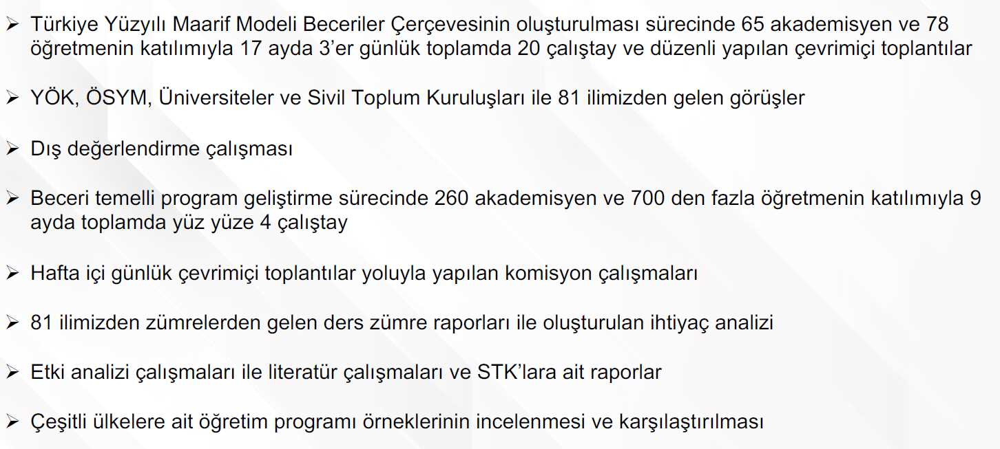 ➢ Türkiye Yüzyılı Maarif Modeli Beceriler Çerçevesinin oluşturulması sürecinde 65 akademisyen ve 78
öğretmenin katılımıyla 17 ayda 3’er günlük toplamda 20 çalıştay ve düzenli yapılan çevrimiçi toplantılar
➢ YÖK, ÖSYM, Üniversiteler ve Sivil Toplum Kuruluşları ile 81 ilimizden gelen görüşler
➢ Dış değerlendirme çalışması
➢ Beceri temelli program geliştirme sürecinde 260 akademisyen ve 700 den fazla öğretmenin katılımıyla 9
ayda toplamda yüz yüze 4 çalıştay
➢ Hafta içi günlük çevrimiçi toplantılar yoluyla yapılan komisyon çalışmaları
➢ 81 ilimizden zümrelerden gelen ders zümre raporları ile oluşturulan ihtiyaç analizi
➢ Etki analizi çalışmaları ile literatür çalışmaları ve STK’lara ait raporlar
➢ Çeşitli ülkelere ait öğretim programı örneklerinin incelenmesi ve karşılaştırılması